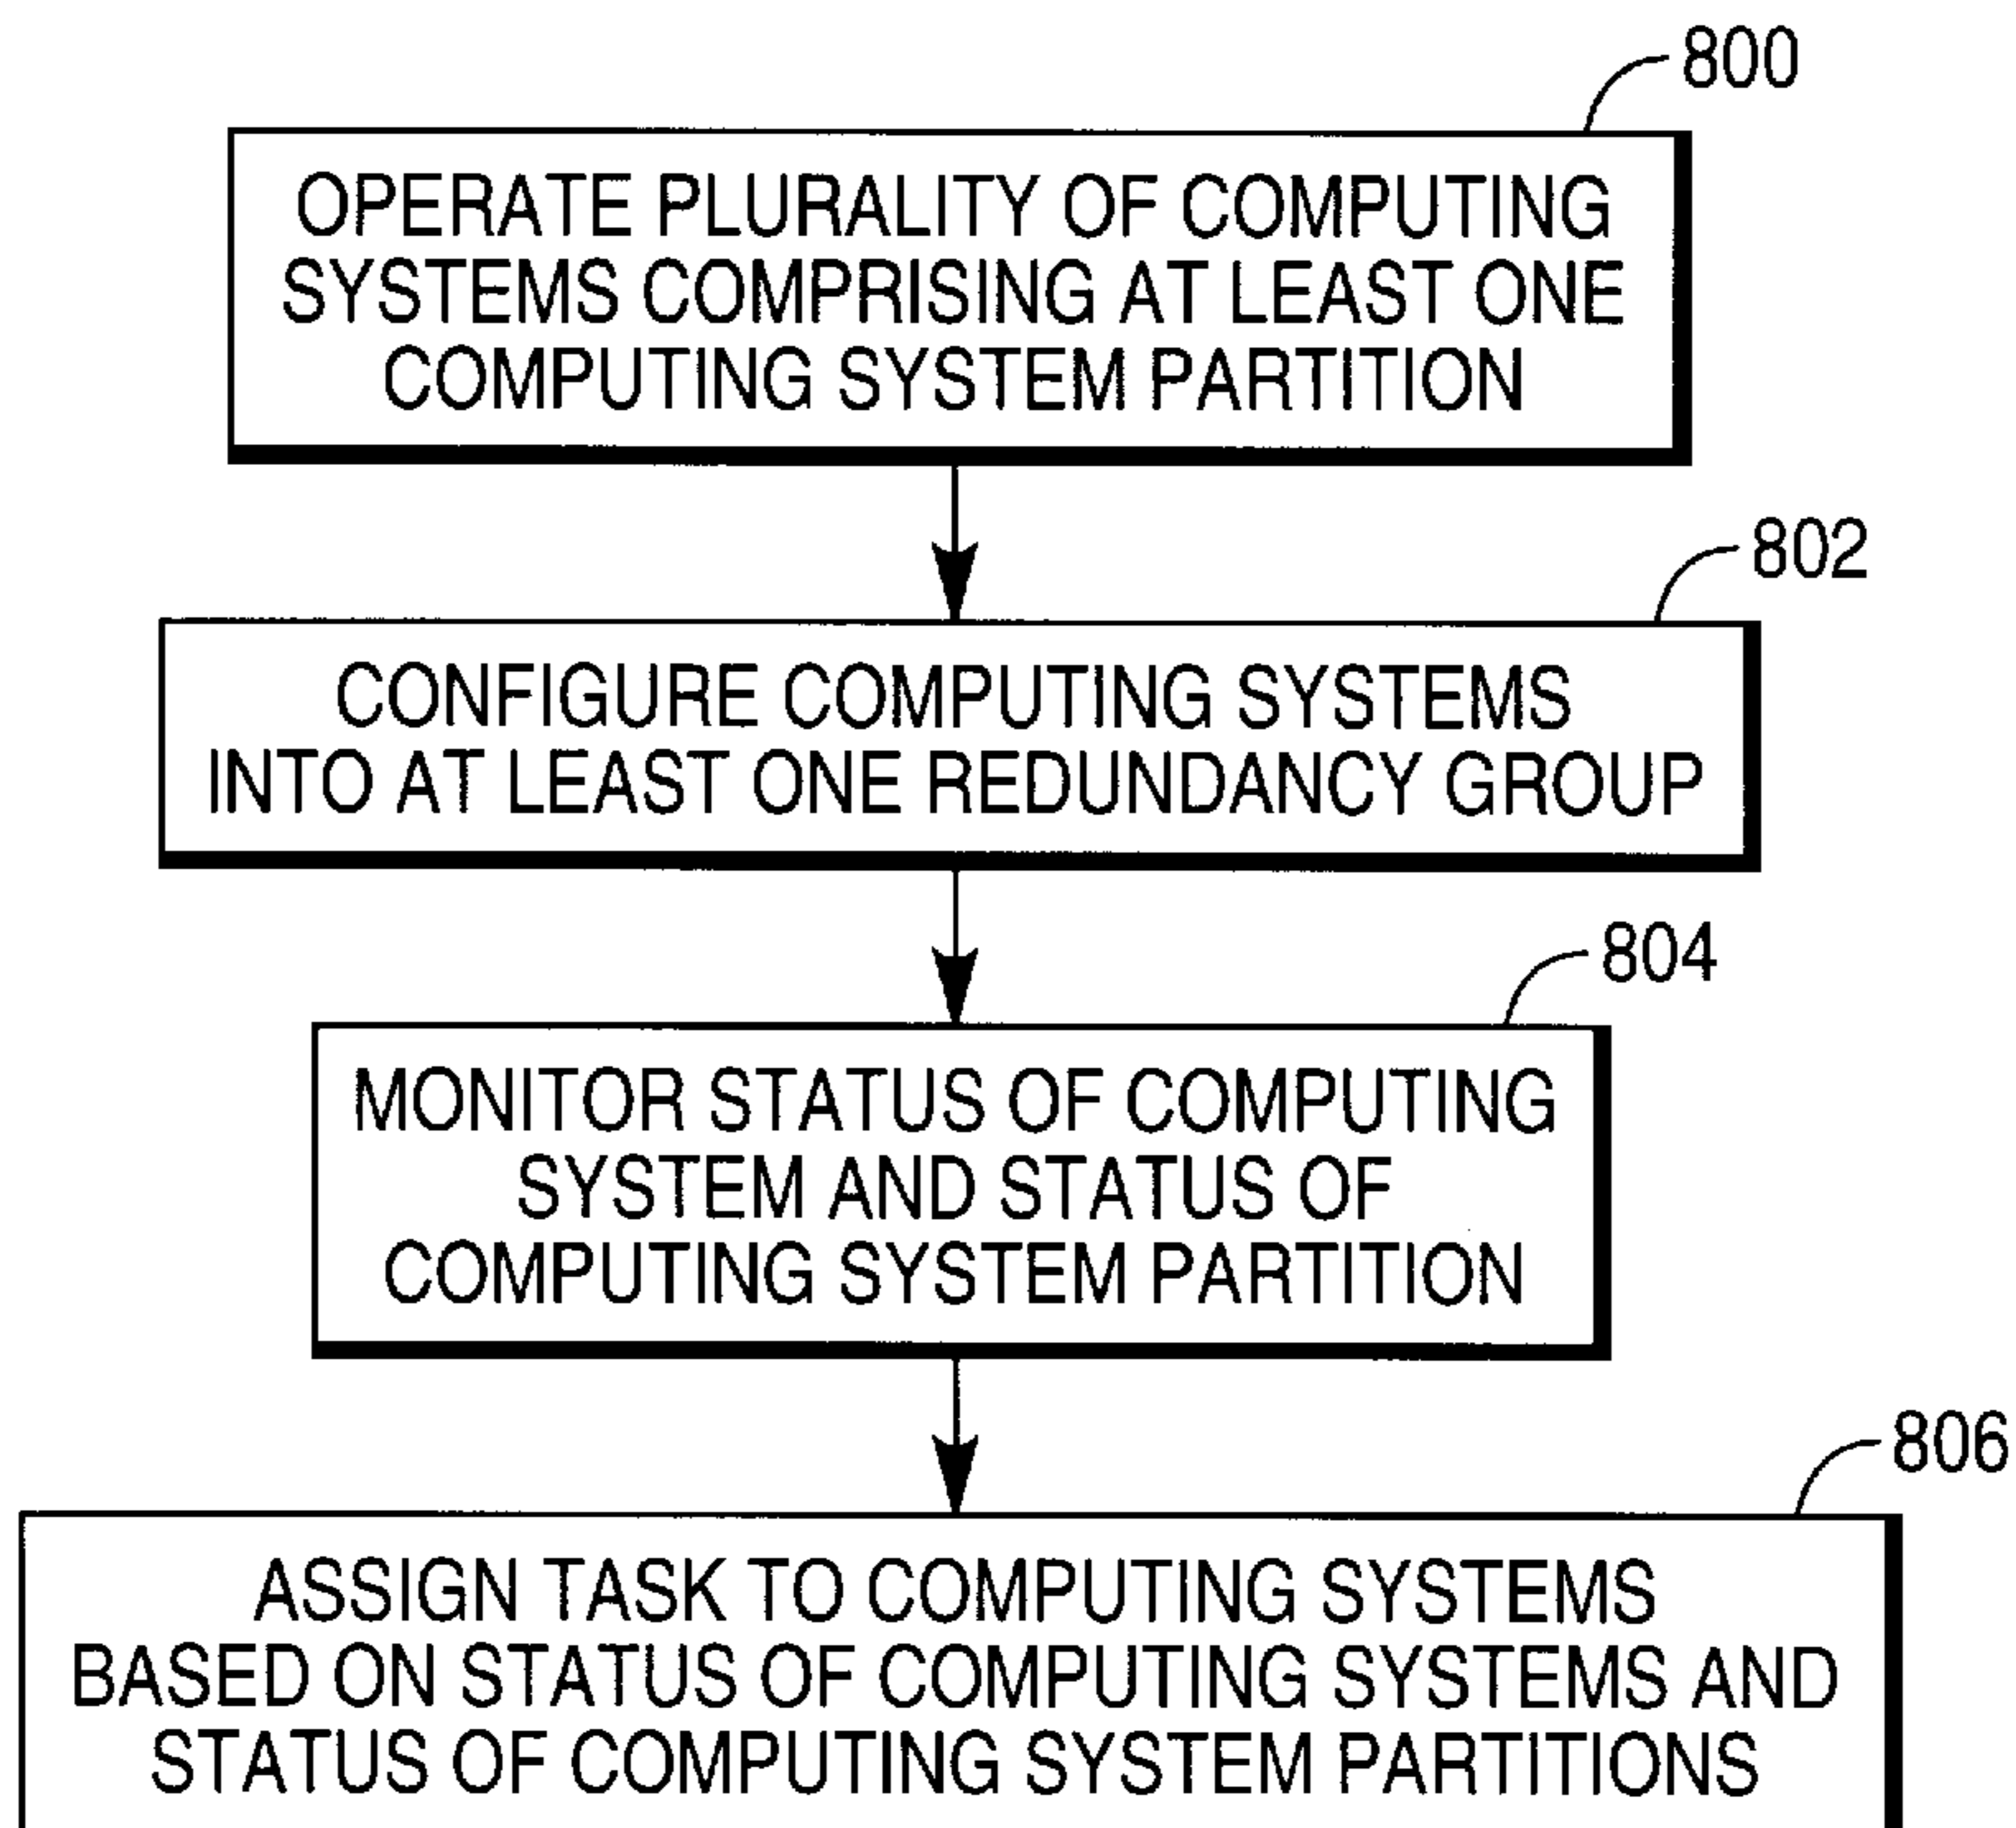 800
OPERATE PLURALITY OF COMPUTING
SYSTEMS COMPRISING AT LEAST ONE
COMPUTING SYSTEM PARTITION
802
CONFIGURE COMPUTING SYSTEMS
INTO AT LEAST ONE REDUNDANCY GROUP
804
MONITOR STATUS OF COMPUTING
SYSTEM AND STATUS OF
COMPUTING SYSTEM PARTITION
806
ASSIGN TASK TO COMPUTING SYSTEMS
BASED ON STATUS OF COMPUTING SYSTEMS AND
STATUS OF COMPUTING SYSTEM PARTITIONS